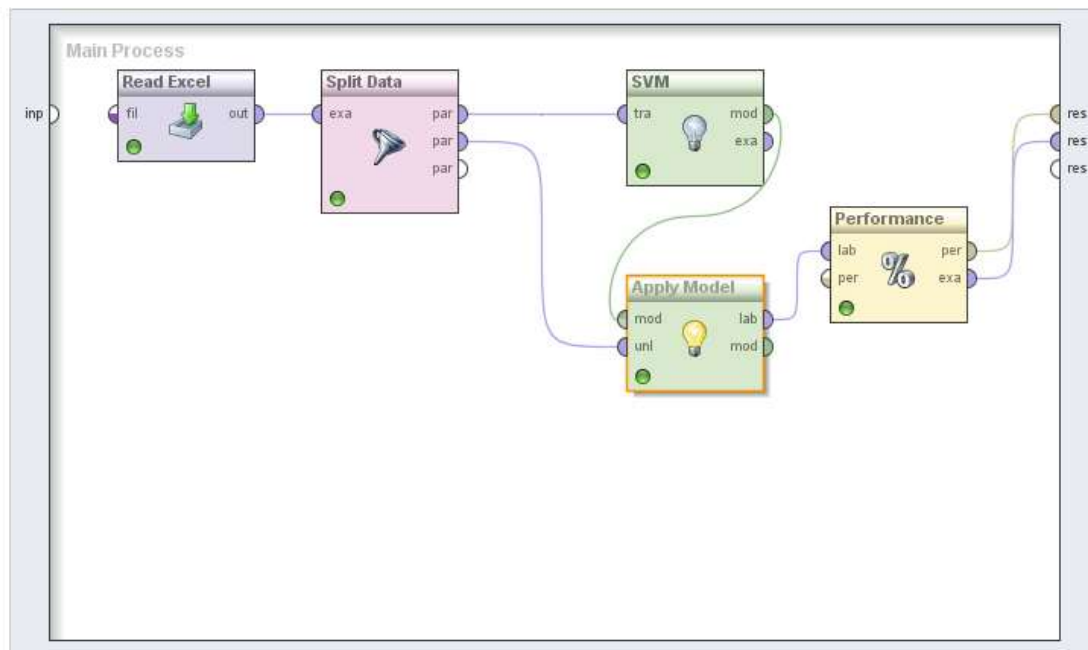 Main Process
Read Excel
Split Data
SVM
inp
fil
out
exa
par
tra
mod
res
par
exa
res
par
res
Performance
lab
per
per
exa
Apply Model
mod
lab
unl
mod